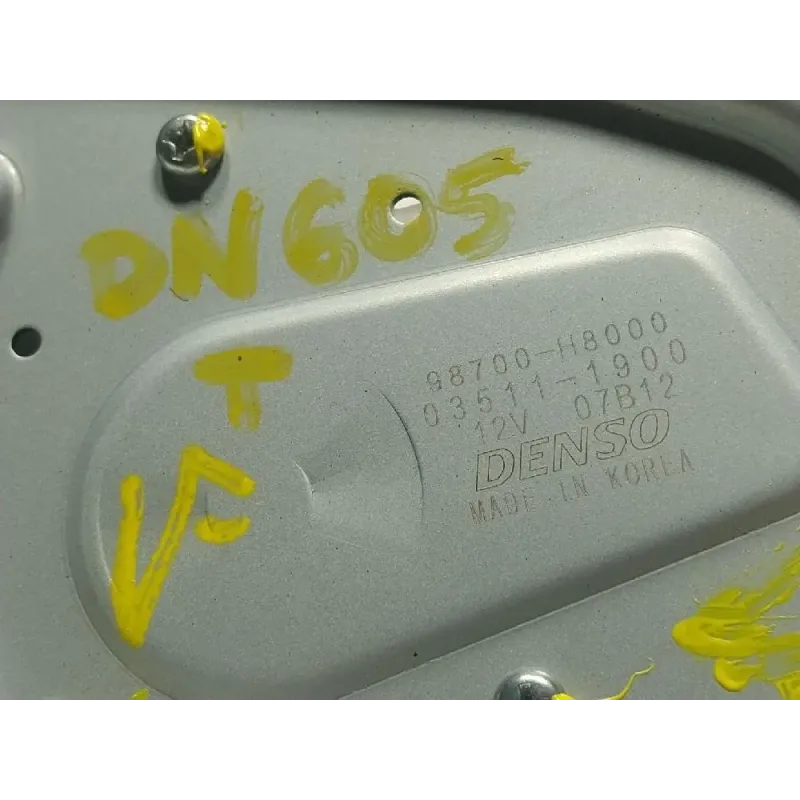 DN605
T
98700-H8000
03511-1900
12V 07B12
DENSO
MADE IN KOREA